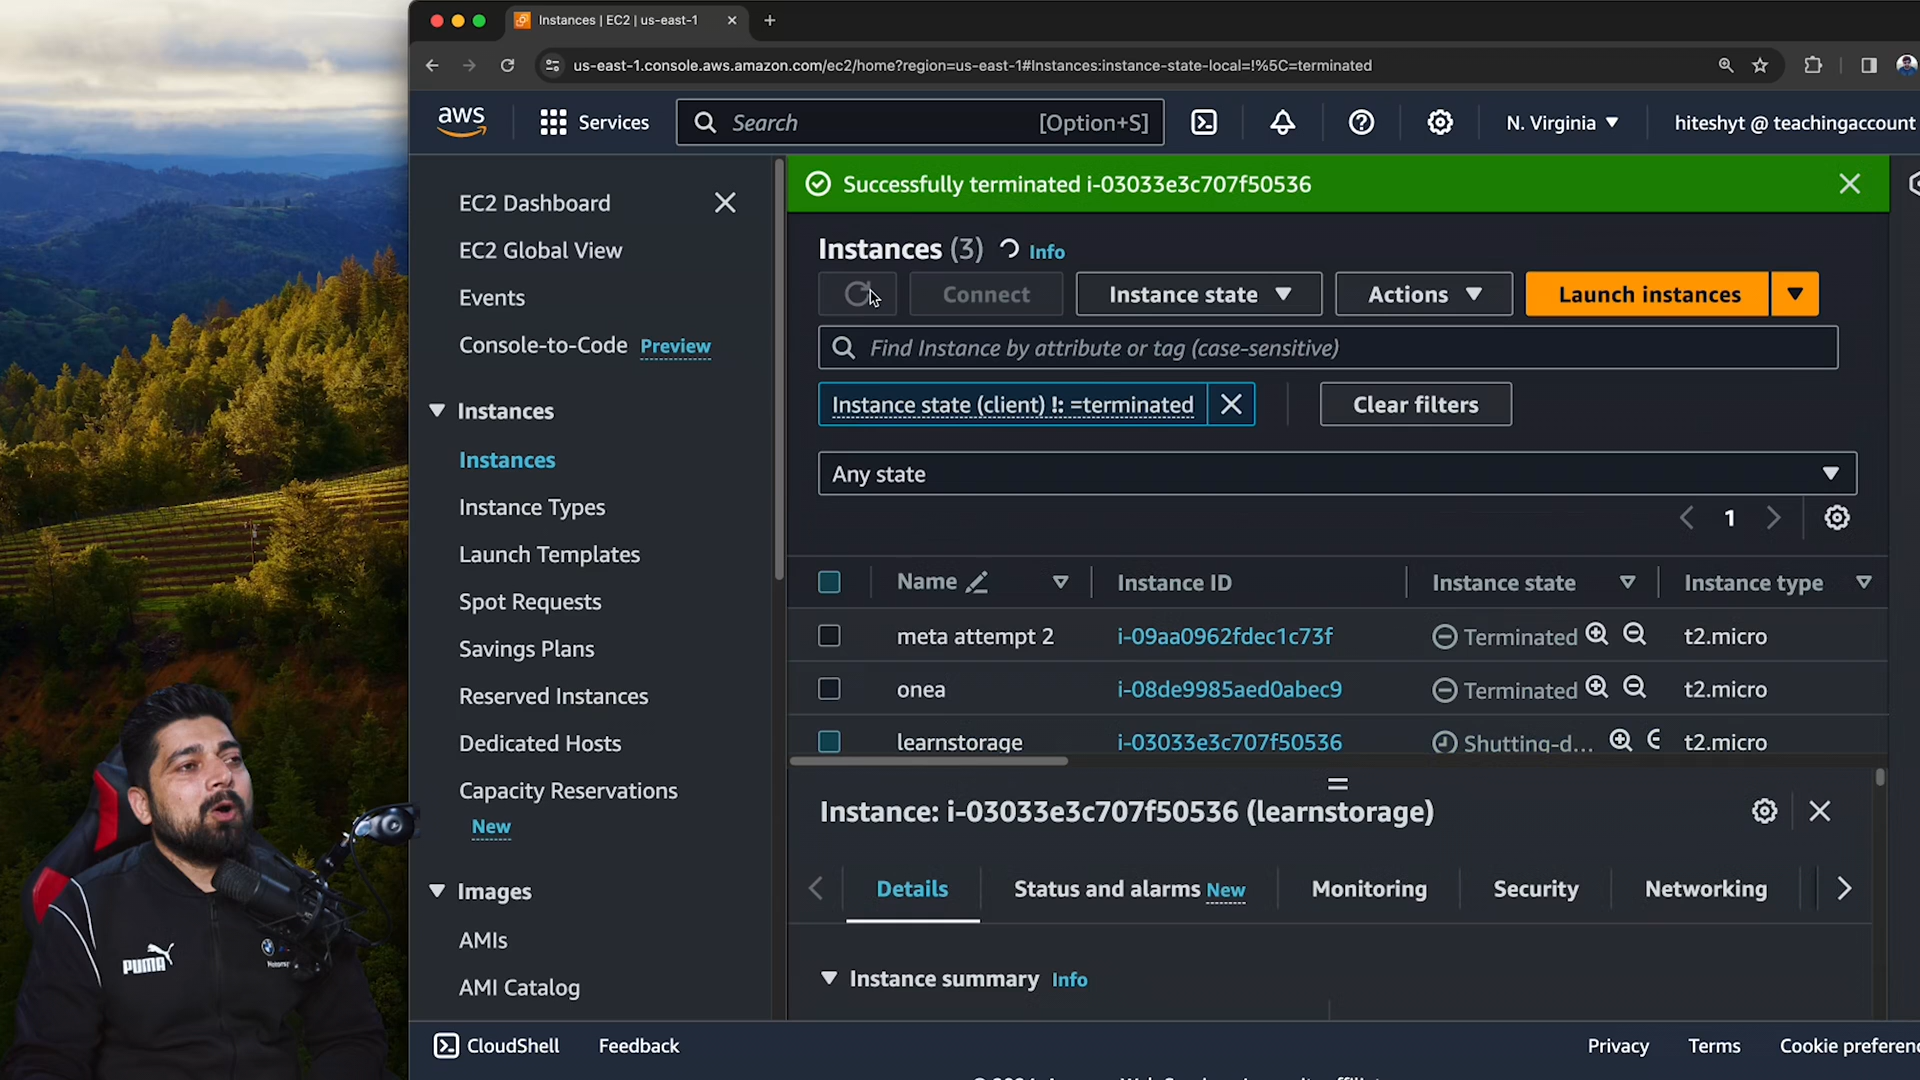 Instances | EC2 | us-east-1
us-east-1.console.aws.amazon.com/ec2/home?region=us-east-1#Instances:instance-state-local=!%5C=terminated
aws
Services
Search
[Option+S]
N. Virginia
hiteshyt @ teachingaccount
EC2 Dashboard
EC2 Global View
Events
Console-to-Code Preview
Instances
Instances
Instance Types
Launch Templates
Spot Requests
Savings Plans
Reserved Instances
Dedicated Hosts
Capacity Reservations
New
Images
AMIs
AMI Catalog
Successfully terminated i-03033e3c707f50536
Instances (3) Info
Connect
Instance state
Actions
Launch instances
Find Instance by attribute or tag (case-sensitive)
Instance state (client) !: =terminated
Clear filters
Any state
1
Name Instance ID Instance state Instance type
meta attempt 2 i-09aa0962fdec1c73f Terminated t2.micro
onea i-08de9985aed0abec9 Terminated t2.micro
learnstorage i-03033e3c707f50536 Shutting-d... t2.micro
Instance: i-03033e3c707f50536 (learnstorage)
Details
Status and alarms New
Monitoring
Security
Networking
Instance summary Info
PUMA
CloudShell
Feedback
Privacy
Terms
Cookie preferenc